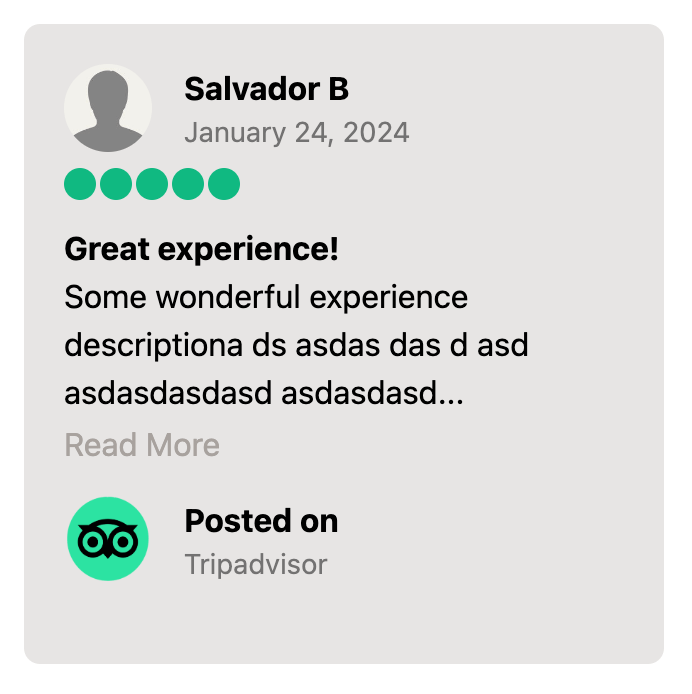 Salvador B
January 24, 2024
Great experience!
Some wonderful experience
descriptiona ds asdas das d asd
asdasdasdasd asdasdasd...
Read More
Posted on
Tripadvisor